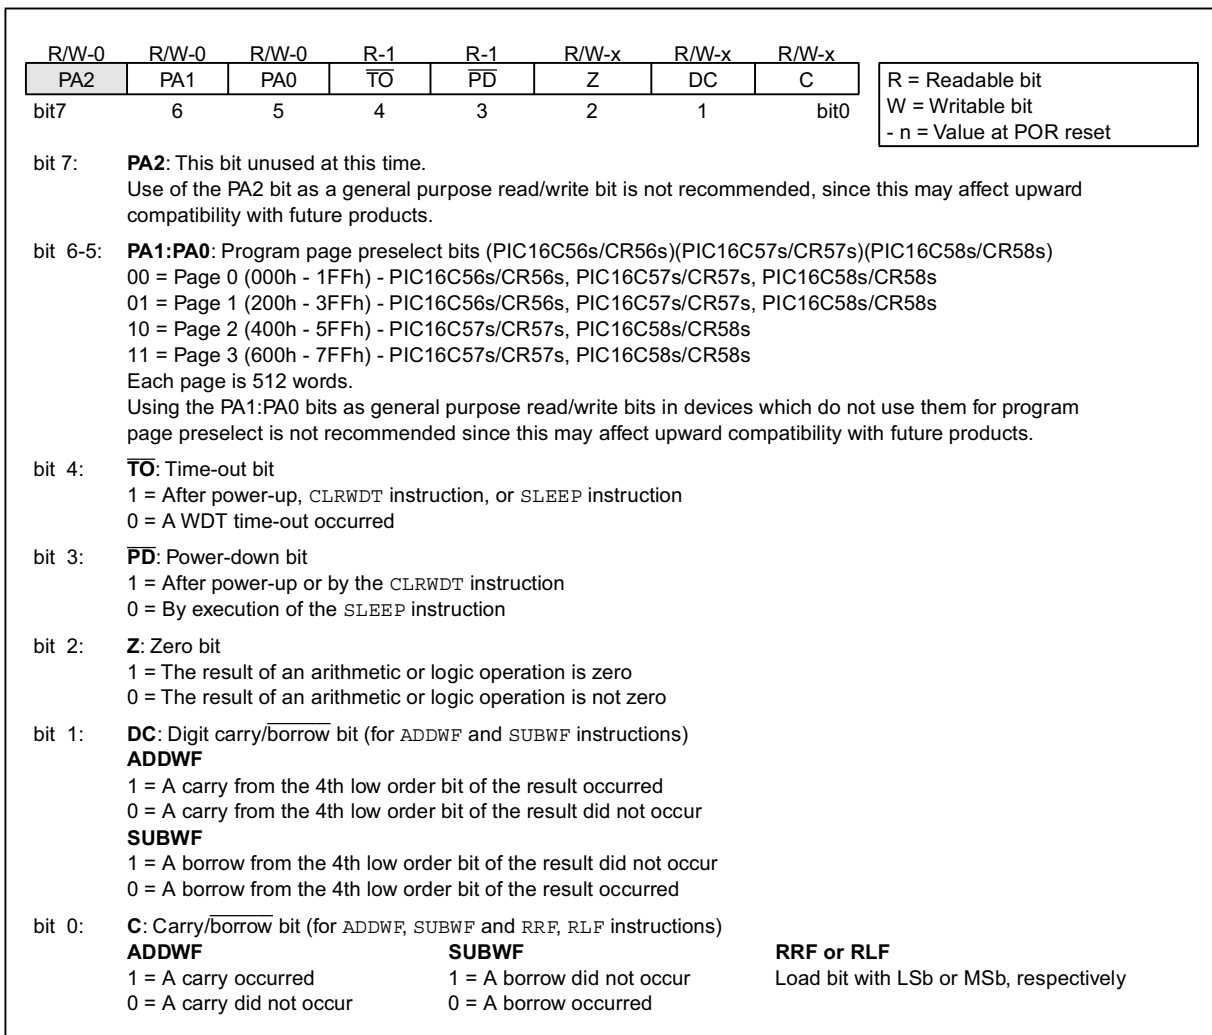 R/W-0 R/W-0 R/W-0 R-1 R-1 R/W-x R/W-x R/W-x
PA2 PA1 PA0 T̅O̅ P̅D̅ Z DC C
bit7 6 5 4 3 2 1 bit0
R = Readable bit
W = Writable bit
- n = Value at POR reset
bit 7: PA2: This bit unused at this time.
Use of the PA2 bit as a general purpose read/write bit is not recommended, since this may affect upward
compatibility with future products.
bit 6-5: PA1:PA0: Program page preselect bits (PIC16C56s/CR56s)(PIC16C57s/CR57s)(PIC16C58s/CR58s)
00 = Page 0 (000h - 1FFh) - PIC16C56s/CR56s, PIC16C57s/CR57s, PIC16C58s/CR58s
01 = Page 1 (200h - 3FFh) - PIC16C56s/CR56s, PIC16C57s/CR57s, PIC16C58s/CR58s
10 = Page 2 (400h - 5FFh) - PIC16C57s/CR57s, PIC16C58s/CR58s
11 = Page 3 (600h - 7FFh) - PIC16C57s/CR57s, PIC16C58s/CR58s
Each page is 512 words.
Using the PA1:PA0 bits as general purpose read/write bits in devices which do not use them for program
page preselect is not recommended since this may affect upward compatibility with future products.
bit 4: T̅O̅: Time-out bit
1 = After power-up, CLRWDT instruction, or SLEEP instruction
0 = A WDT time-out occurred
bit 3: P̅D̅: Power-down bit
1 = After power-up or by the CLRWDT instruction
0 = By execution of the SLEEP instruction
bit 2: Z: Zero bit
1 = The result of an arithmetic or logic operation is zero
0 = The result of an arithmetic or logic operation is not zero
bit 1: DC: Digit carry/b̅o̅r̅r̅o̅w̅ bit (for ADDWF and SUBWF instructions)
ADDWF
1 = A carry from the 4th low order bit of the result occurred
0 = A carry from the 4th low order bit of the result did not occur
SUBWF
1 = A borrow from the 4th low order bit of the result did not occur
0 = A borrow from the 4th low order bit of the result occurred
bit 0: C: Carry/b̅o̅r̅r̅o̅w̅ bit (for ADDWF, SUBWF and RRF, RLF instructions)
ADDWF SUBWF RRF or RLF
1 = A carry occurred 1 = A borrow did not occur Load bit with LSb or MSb, respectively
0 = A carry did not occur 0 = A borrow occurred